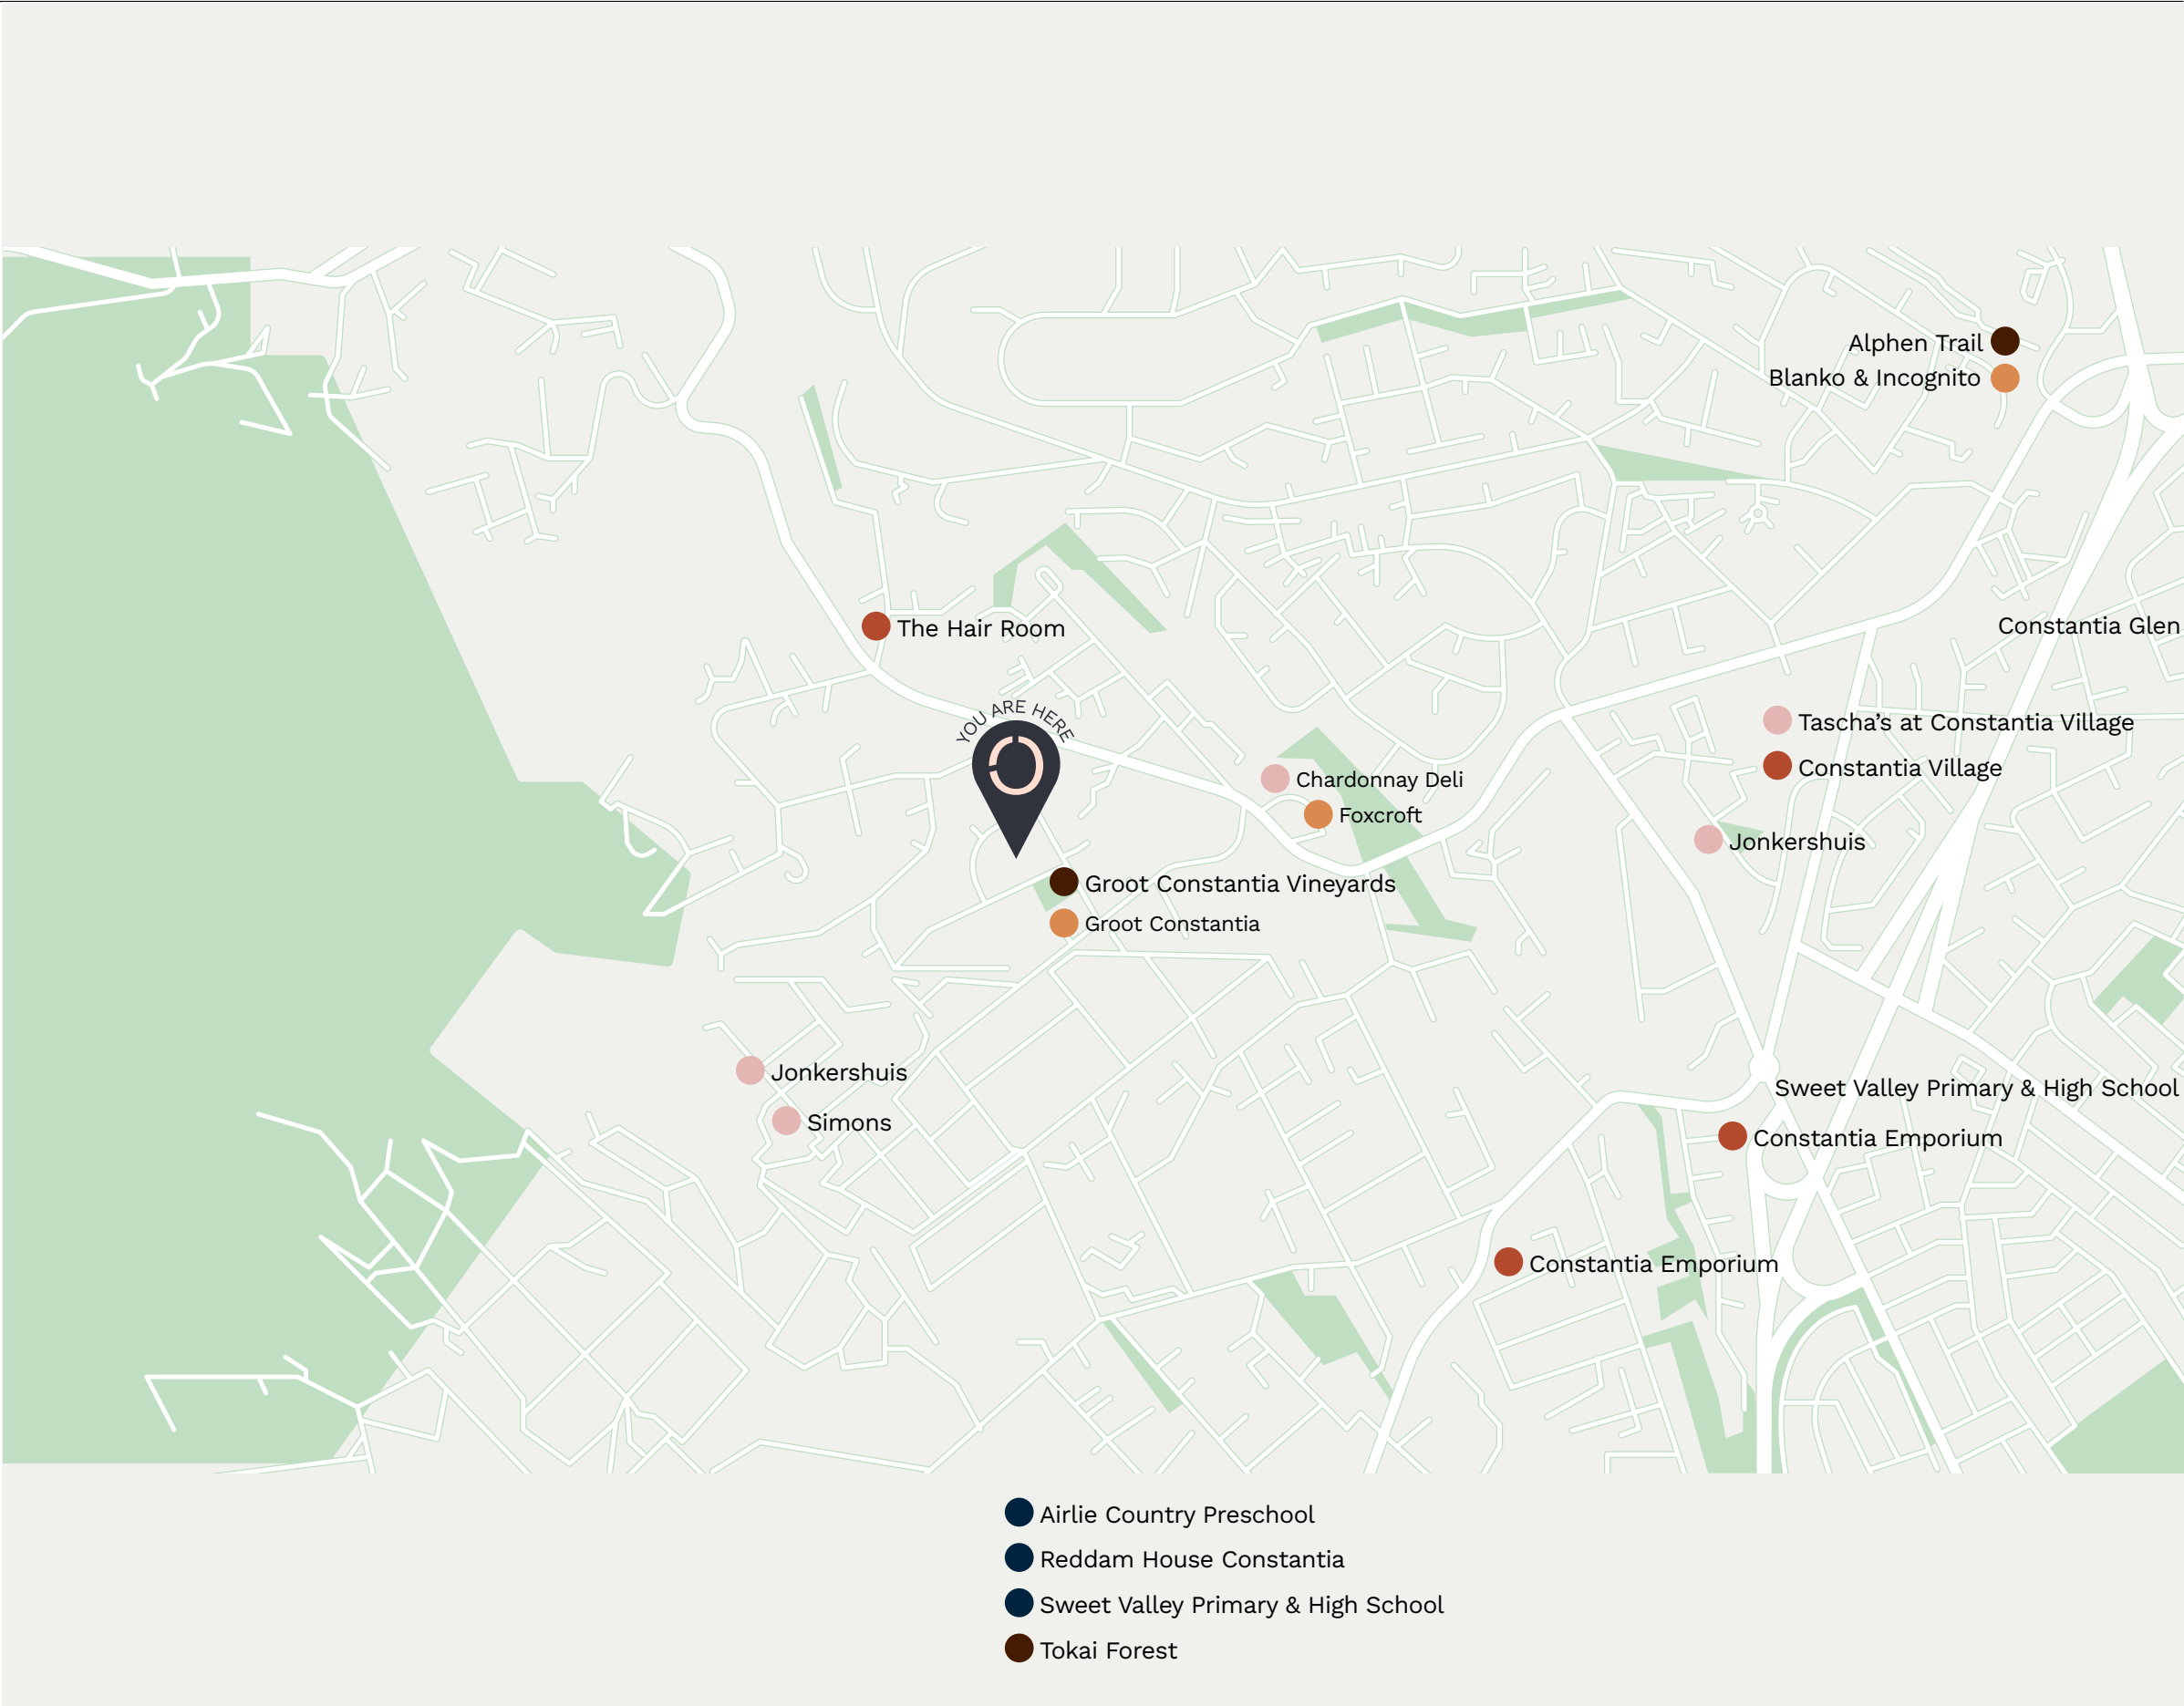 Alphen Trail
Blanko & Incognito
The Hair Room
Constantia Glen
YOU ARE HERE
Tascha’s at Constantia Village
Constantia Village
Chardonnay Deli
Foxcroft
Jonkershuis
Groot Constantia Vineyards
Groot Constantia
Jonkershuis
Sweet Valley Primary & High School
Simons
Constantia Emporium
Constantia Emporium
Airlie Country Preschool
Reddam House Constantia
Sweet Valley Primary & High School
Tokai Forest